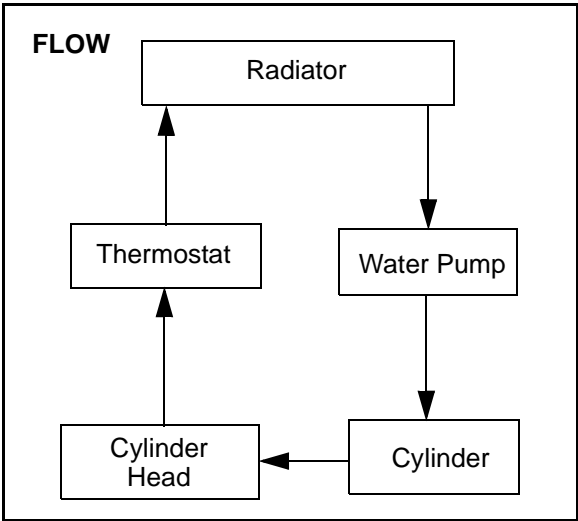 FLOW
Radiator
Thermostat
Water Pump
Cylinder
Head
Cylinder